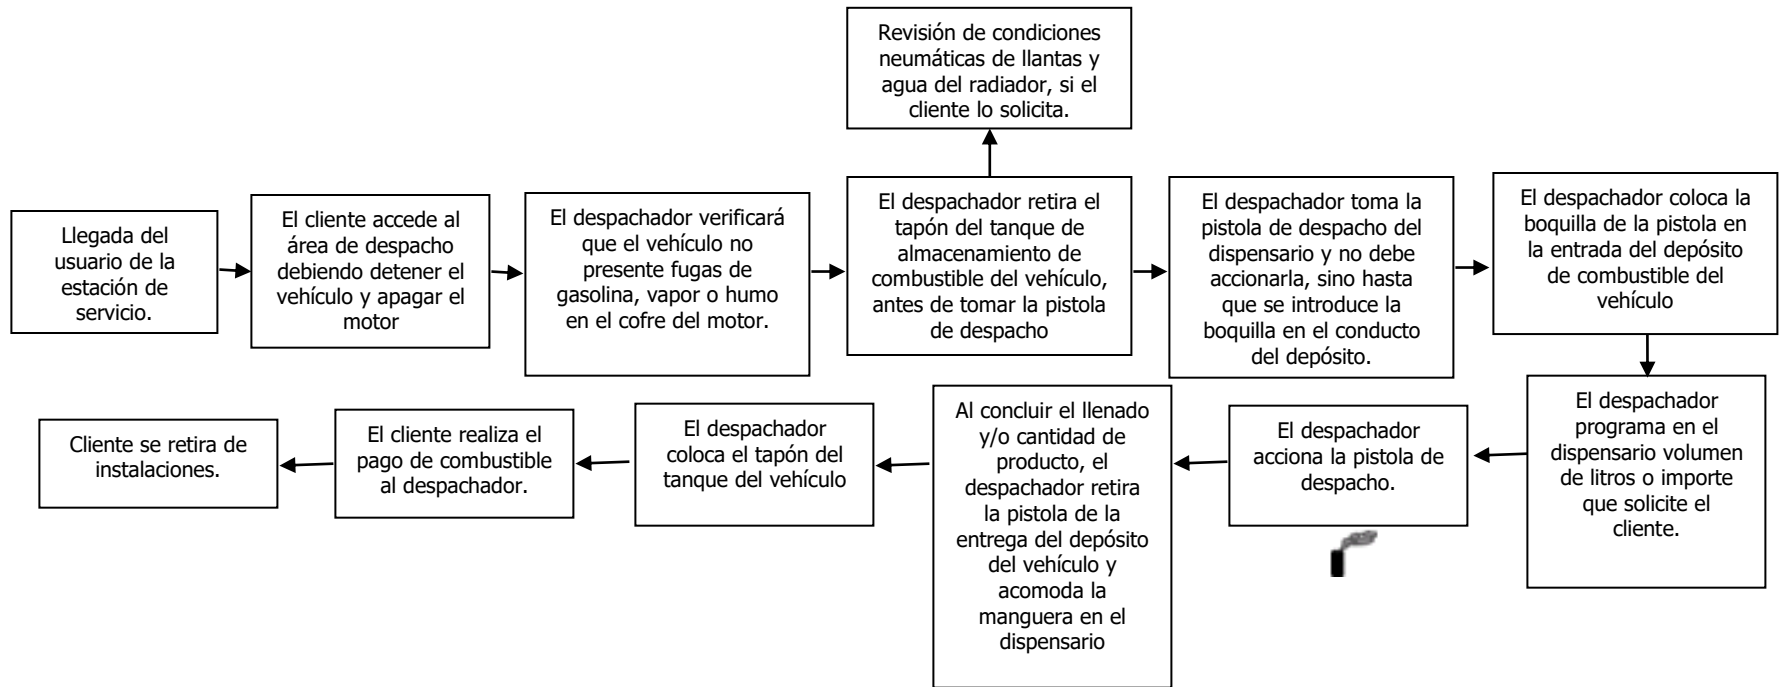 Revisión de condiciones
neumáticas de llantas y
agua del radiador, si el
cliente lo solicita.
Llegada del
usuario de la
estación de
servicio.
El cliente accede al
área de despacho
debiendo detener el
vehículo y apagar el
motor
El despachador verificará
que el vehículo no
presente fugas de
gasolina, vapor o humo
en el cofre del motor.
El despachador retira el
tapón del tanque de
almacenamiento de
combustible del vehículo,
antes de tomar la pistola
de despacho
El despachador toma la
pistola de despacho del
dispensario y no debe
accionarla, sino hasta
que se introduce la
boquilla en el conducto
del depósito.
El despachador coloca la
boquilla de la pistola en
la entrada del depósito
de combustible del
vehículo
El despachador
programa en el
dispensario volumen
de litros o importe
que solicite el
cliente.
El despachador
acciona la pistola de
despacho.
Al concluir el llenado
y/o cantidad de
producto, el
despachador retira
la pistola de la
entrega del depósito
del vehículo y
acomoda la
manguera en el
dispensario
El despachador
coloca el tapón del
tanque del vehículo
El cliente realiza el
pago de combustible
al despachador.
Cliente se retira de
instalaciones.